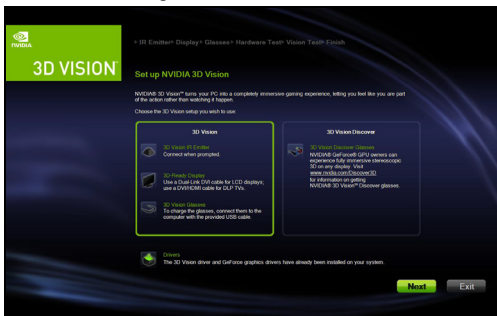 NVIDIA
3D VISION
IR Emitter› Display› Glasses› Hardware Test› Vision Test› Finish
Set up NVIDIA 3D Vision
NVIDIA® 3D Vision™ turns your PC into a completely immersive gaming experience, letting you feel like you are part
of the action rather than watching it happen.
Choose the 3D Vision setup you wish to use:
3D Vision
3D Vision IR Emitter
Connect when prompted.
3D-Ready Display
Use a Dual-Link DVI cable for LCD displays;
use a DVI/HDMI cable for DLP TVs.
3D Vision Glasses
To charge the glasses, connect them to the
computer with the provided USB cable.
3D Vision Discover
3D Vision Discover Glasses
NVIDIA® GeForce® GPU owners can
experience fully immersive stereoscopic
3D on any display. Visit
www.nvidia.com/Discover3D
for information on getting
NVIDIA® 3D Vision™ Discover glasses.
Drivers
The 3D Vision driver and GeForce graphics drivers have already been installed on your system.
Next
Exit